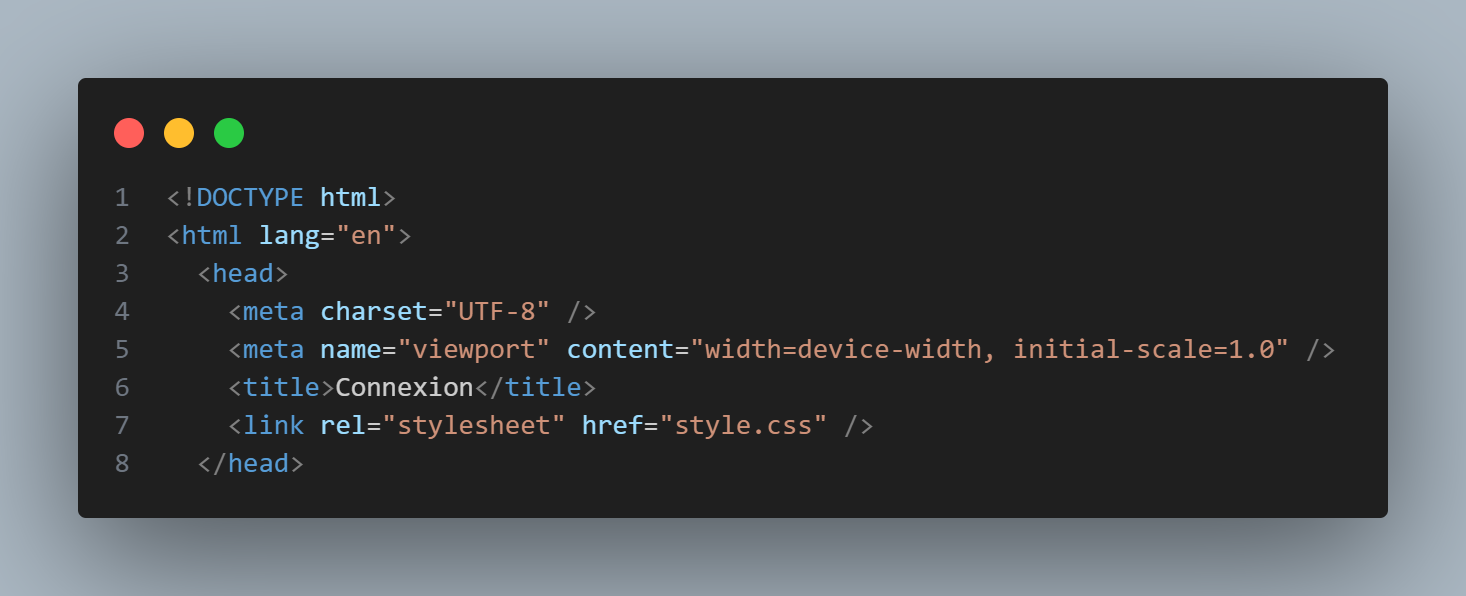 1 <!DOCTYPE html>
2 <html lang="en">
3   <head>
4     <meta charset="UTF-8" />
5     <meta name="viewport" content="width=device-width, initial-scale=1.0" />
6     <title>Connexion</title>
7     <link rel="stylesheet" href="style.css" />
8   </head>